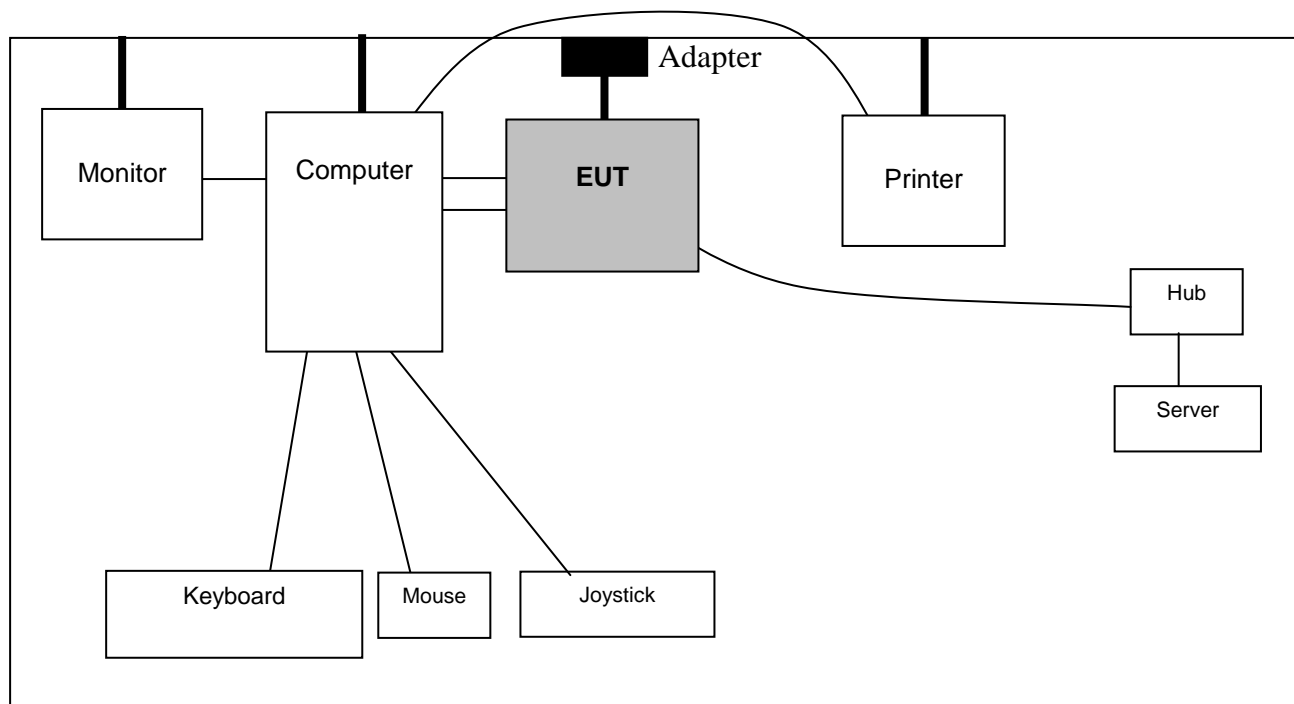 Adapter
Monitor
Computer
EUT
Printer
Hub
Server
Keyboard
Mouse
Joystick